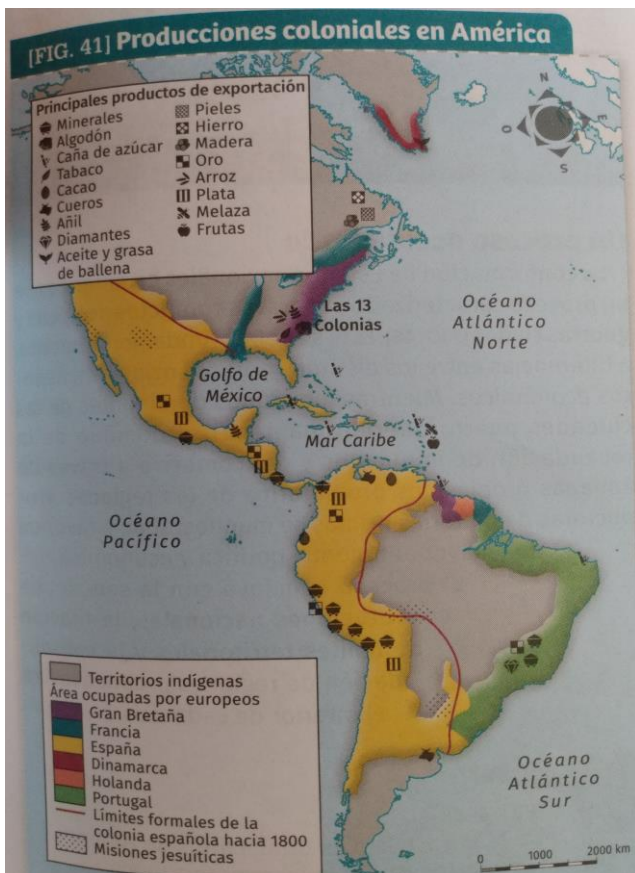 [FIG. 41] Producciones coloniales en América
Principales productos de exportación
Minerales
Algodón
Caña de azúcar
Tabaco
Cacao
Cueros
Añil
Diamantes
Aceite y grasa
de ballena
Pieles
Hierro
Madera
Oro
Arroz
Plata
Melaza
Frutas
N
E
S
O
Las 13
Colonias
Océano
Atlántico
Norte
Golfo de
México
Mar Caribe
Océano
Pacífico
Océano
Atlántico
Sur
Territorios indígenas
Área ocupadas por europeos
Gran Bretaña
Francia
España
Dinamarca
Holanda
Portugal
Límites formales de la
colonia española hacia 1800
Misiones jesuíticas
0 1000 2000 km